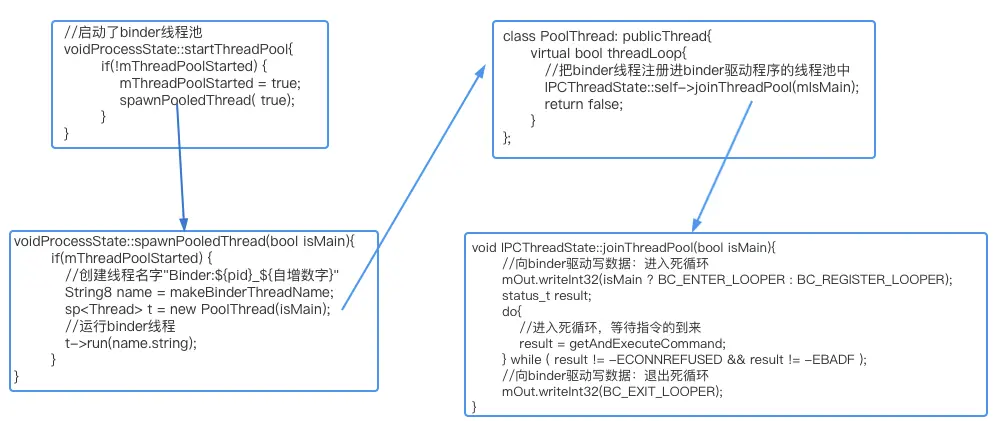 //启动了binder线程池
voidProcessState::startThreadPool{
if(!mThreadPoolStarted) {
mThreadPoolStarted = true;
spawnPooledThread( true);
}
}
voidProcessState::spawnPooledThread(bool isMain){
if(mThreadPoolStarted) {
//创建线程名字"Binder:${pid}_${自增数字}"
String8 name = makeBinderThreadName;
sp<Thread> t = new PoolThread(isMain);
//运行binder线程
t->run(name.string);
}
}
class PoolThread: publicThread{
virtual bool threadLoop{
//把binder线程注册进binder驱动程序的线程池中
IPCThreadState::self->joinThreadPool(mIsMain);
return false;
}
};
void IPCThreadState::joinThreadPool(bool isMain){
//向binder驱动写数据：进入死循环
mOut.writeInt32(isMain ? BC_ENTER_LOOPER : BC_REGISTER_LOOPER);
status_t result;
do{
//进入死循环，等待指令的到来
result = getAndExecuteCommand;
} while ( result != -ECONNREFUSED && result != -EBADF );
//向binder驱动写数据：退出死循环
mOut.writeInt32(BC_EXIT_LOOPER);
}